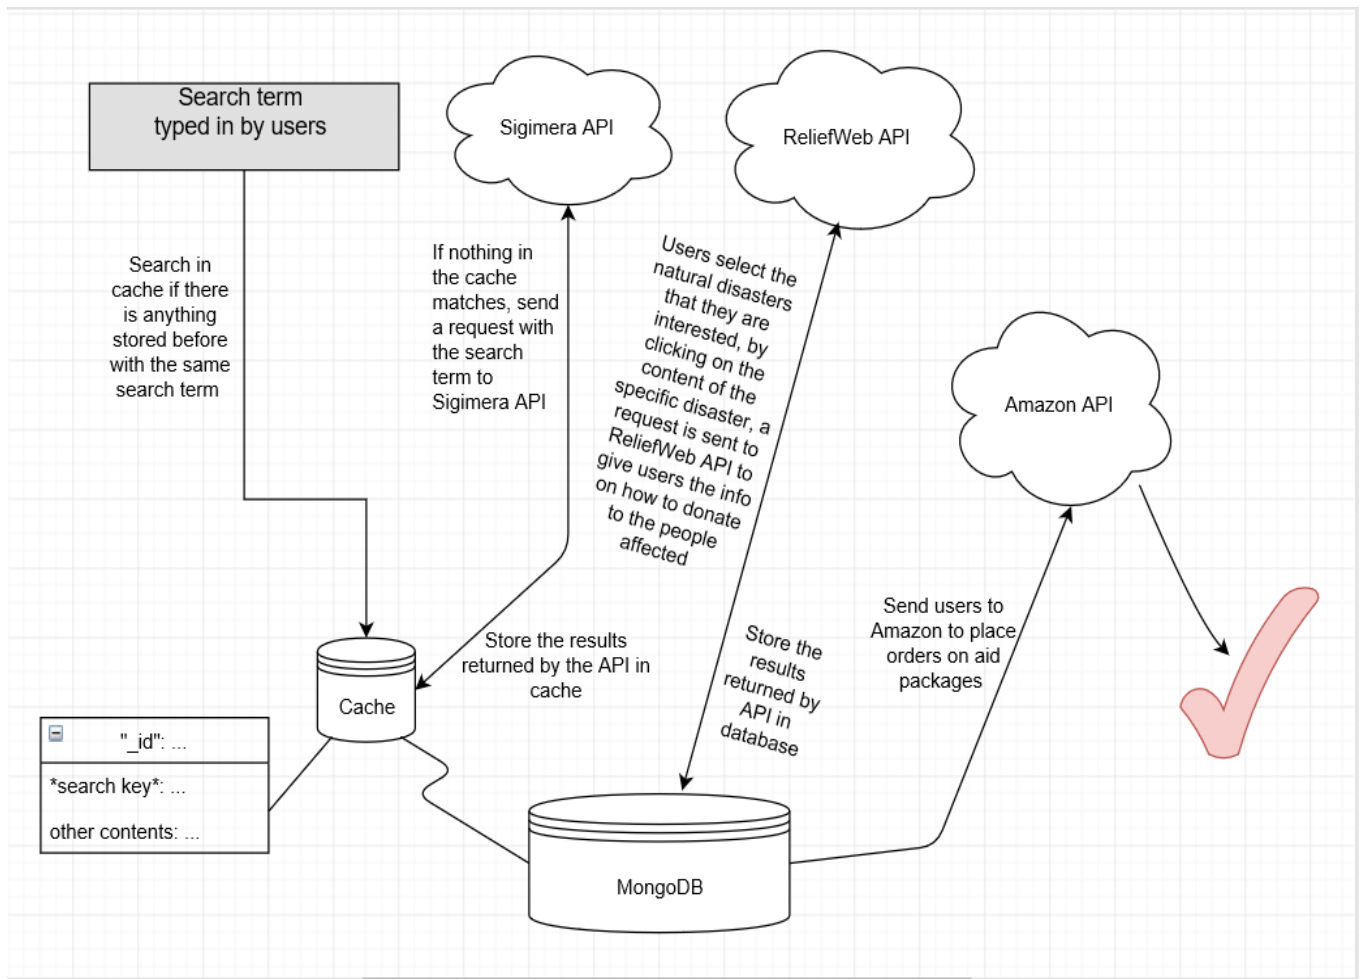 Search term
typed in by users
Sigimera API
ReliefWeb API
Search in
cache if there
is anything
stored before
with the same
search term
If nothing in
the cache
matches, send
a request with
the search
term to
Sigimera API
Users select the
natural disasters
that they are
interested, by
clicking on the
content of the
specific disaster, a
request is sent to
ReliefWeb API to
give users the info
on how to donate
to the people
affected
Amazon API
Send users to
Amazon to place
orders on aid
packages
Store the results
returned by the API in
cache
Store the
results
returned by
API in
database
Cache
"_id": ...
*search key*: ...
other contents: ...
MongoDB